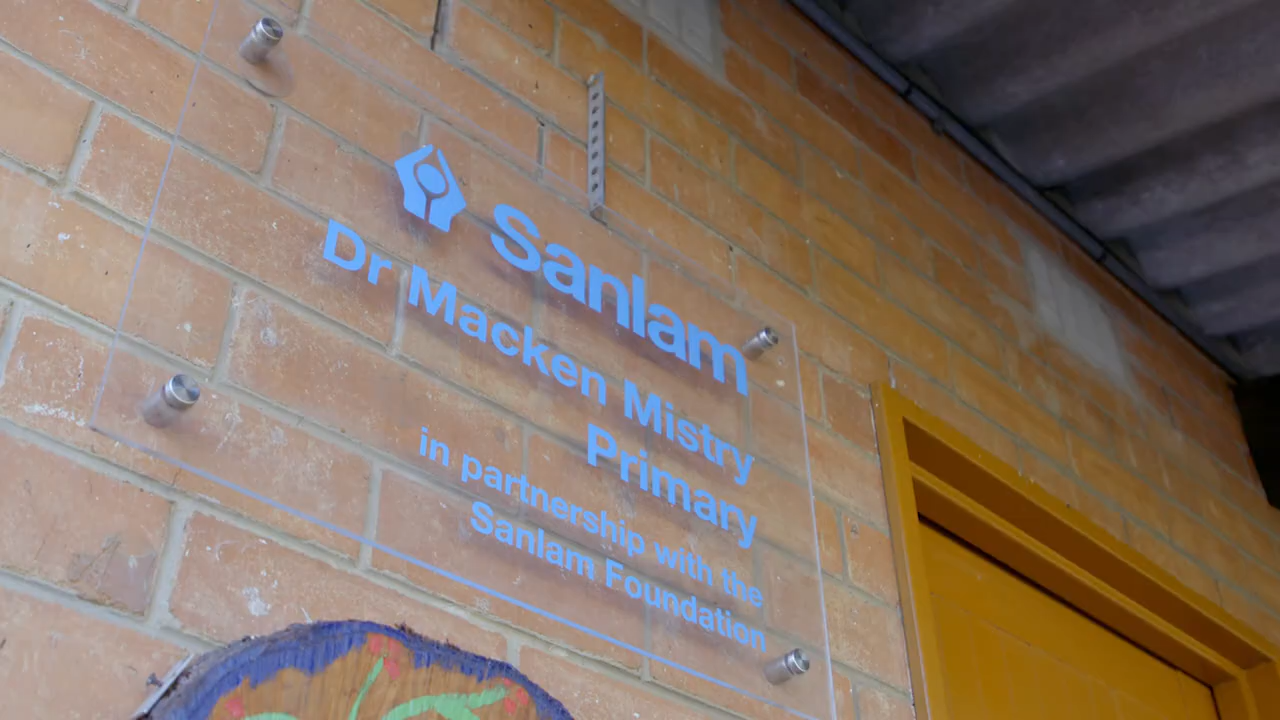 Sanlam
Dr Macken Mistry
Primary
in partnership with the
Sanlam Foundation